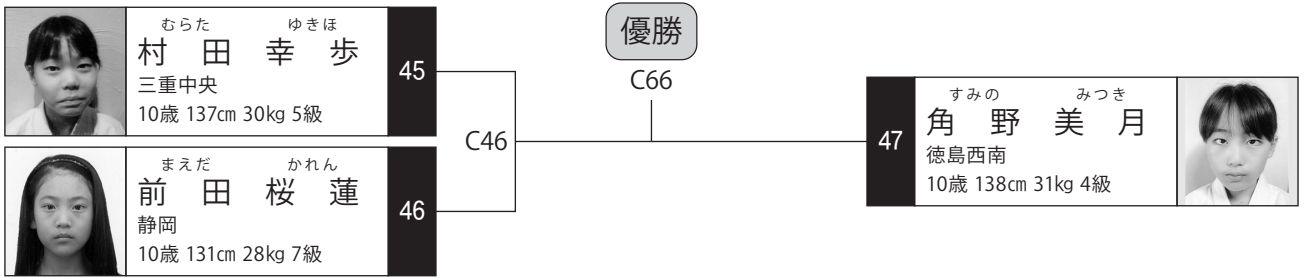 むらた ゆきほ
村田 幸歩
三重中央
10歳 137cm 30kg 5級
45
まえだ かれん
前田 桜蓮
静岡
10歳 131cm 28kg 7級
46
C46
優勝
C66
47
すみの みつき
角野 美月
徳島西南
10歳 138cm 31kg 4級